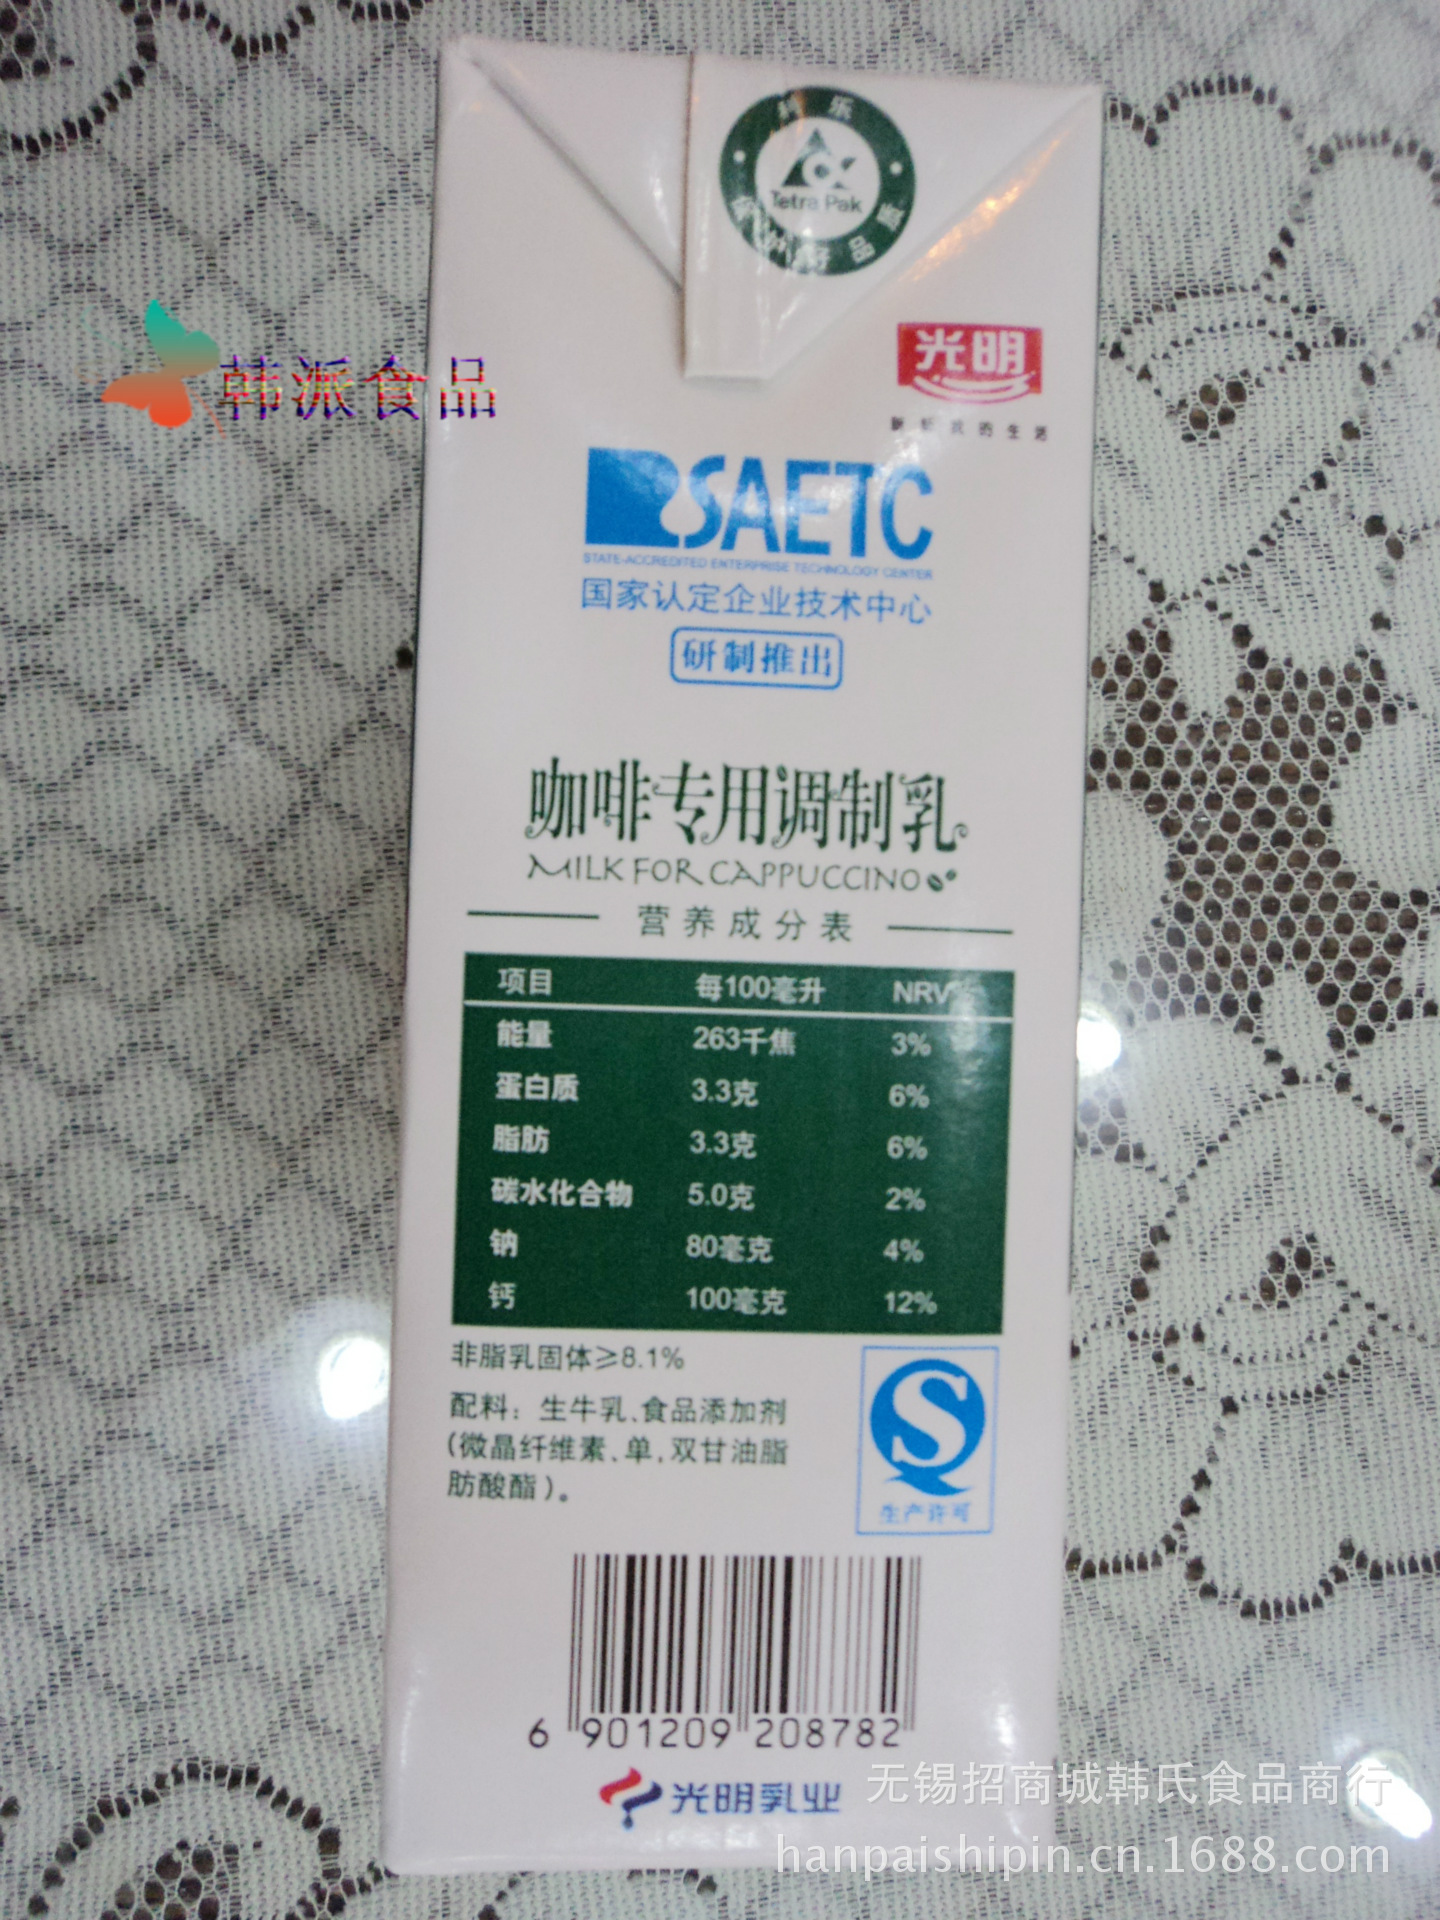 利乐
Tetra Pak
保护好品质
光明
SAETC
STATE-ACCREDITED ENTERPRISE TECHNOLOGY CENTER
国家认定企业技术中心
研制推出
韩派食品
咖啡专用调制乳
MILK FOR CAPPUCCINO
营养成分表
项目 每100毫升 NRV%
能量 263千焦 3%
蛋白质 3.3克 6%
脂肪 3.3克 6%
碳水化合物 5.0克 2%
钠 80毫克 4%
钙 100毫克 12%
非脂乳固体≥8.1%
配料：生牛乳、食品添加剂
(微晶纤维素、单,双甘油脂
肪酸酯)。
生产许可
6 901209 208782
光明乳业
无锡招商城韩氏食品商行
hanpaishipin.cn.1688.com